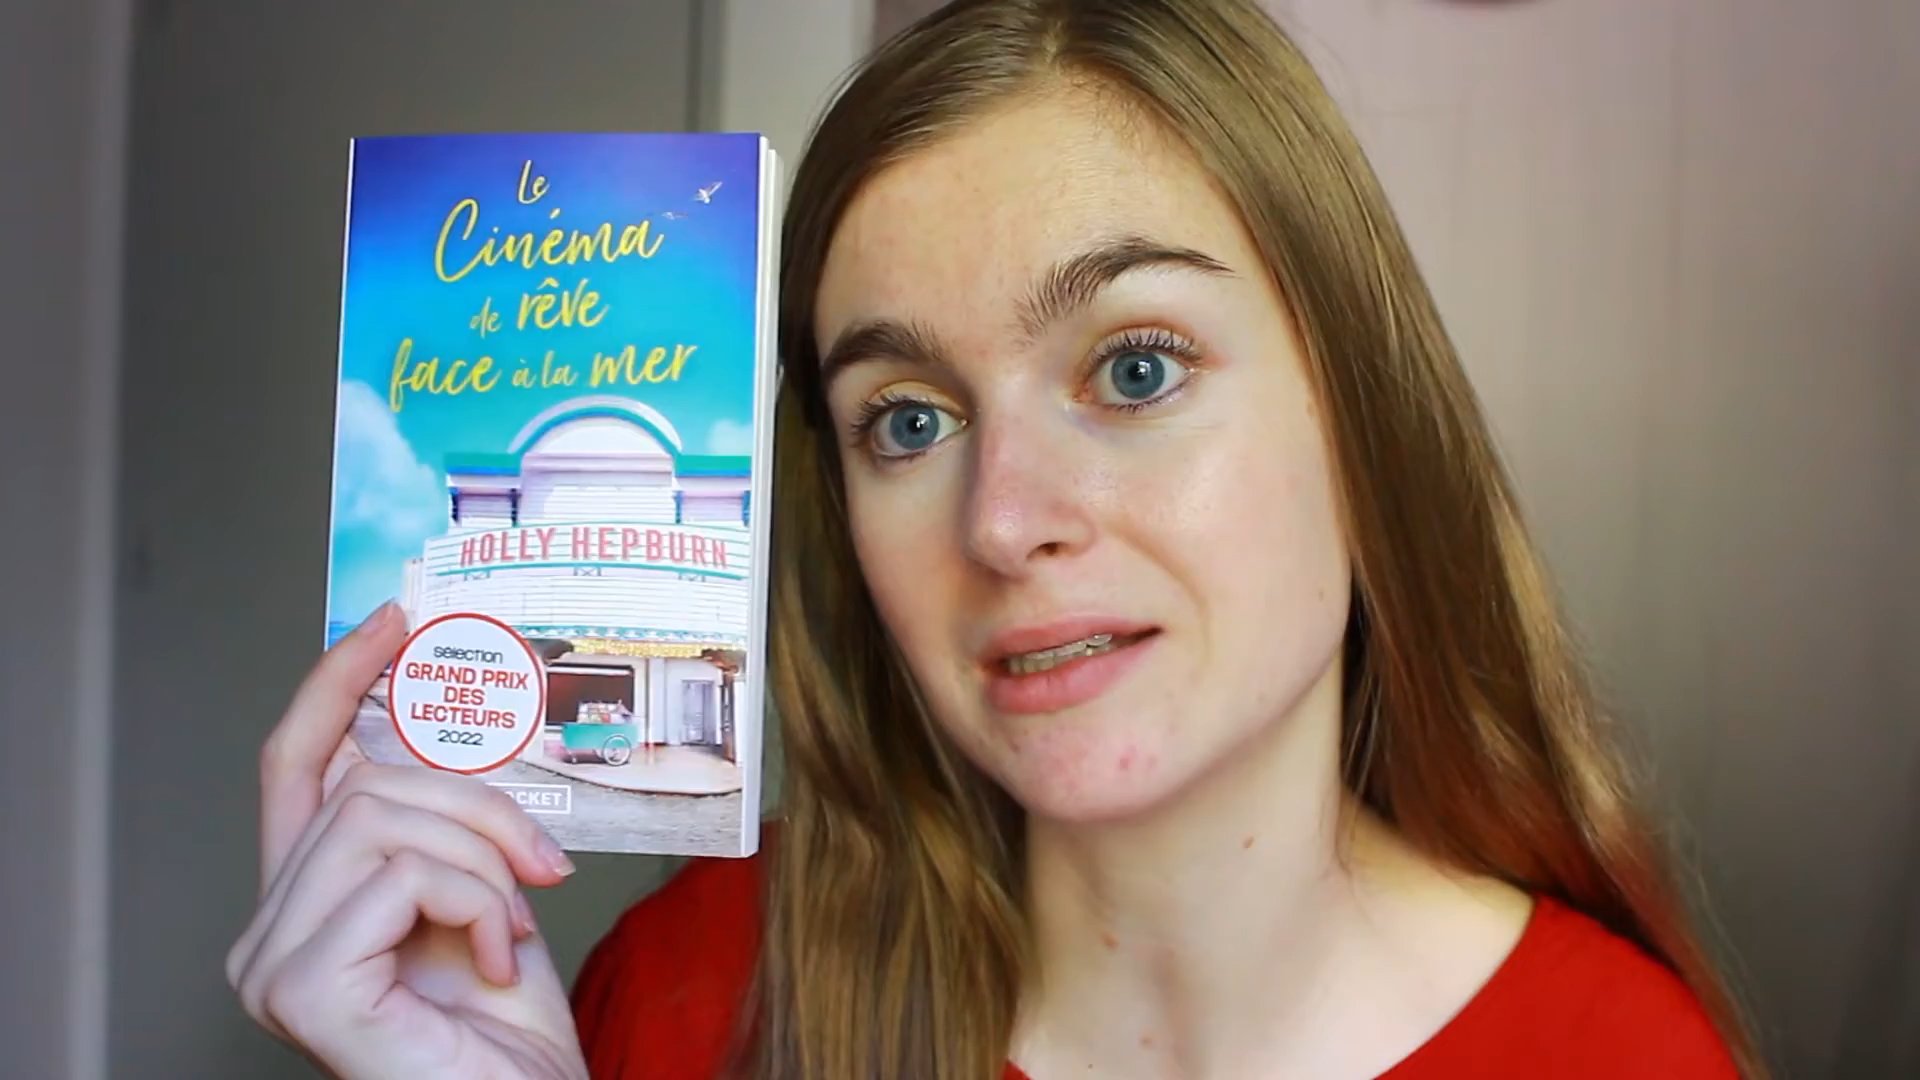 Le
Cinéma
de rêve
face à la mer
HOLLY HEPBURN
sélection
GRAND PRIX
DES
LECTEURS
2022